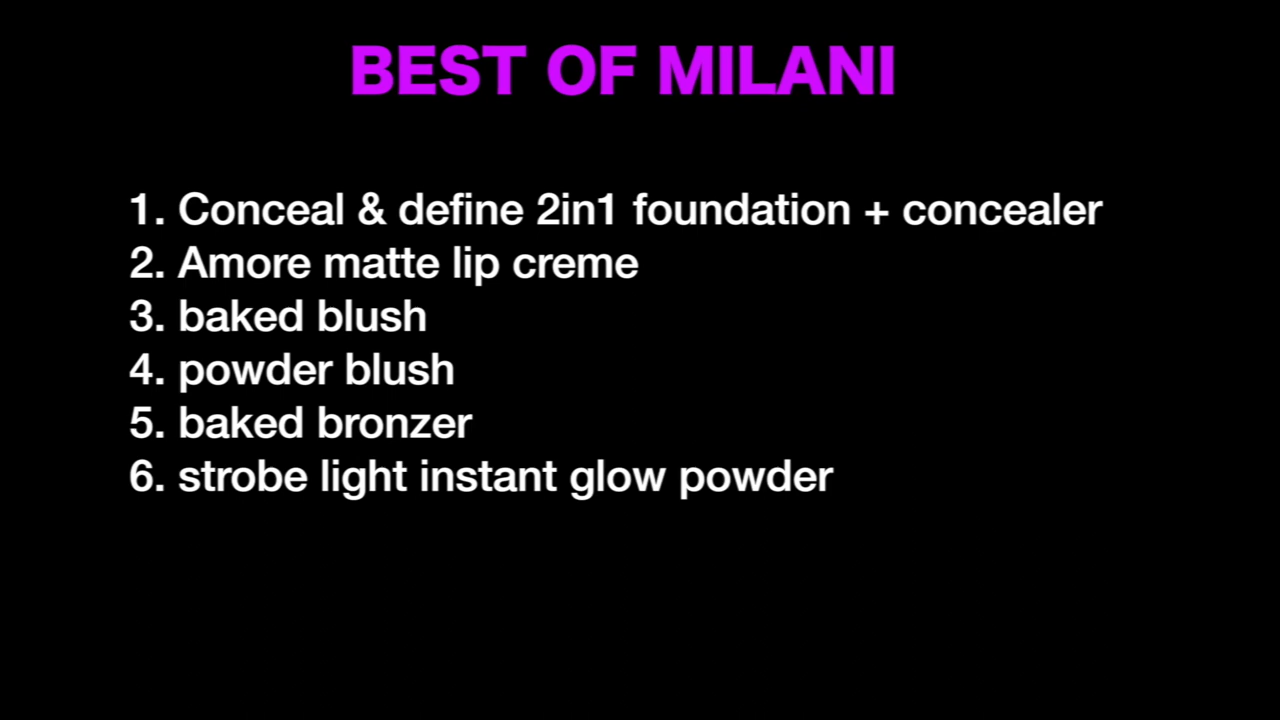 BEST OF MILANI
1. Conceal & define 2in1 foundation + concealer
2. Amore matte lip creme
3. baked blush
4. powder blush
5. baked bronzer
6. strobe light instant glow powder